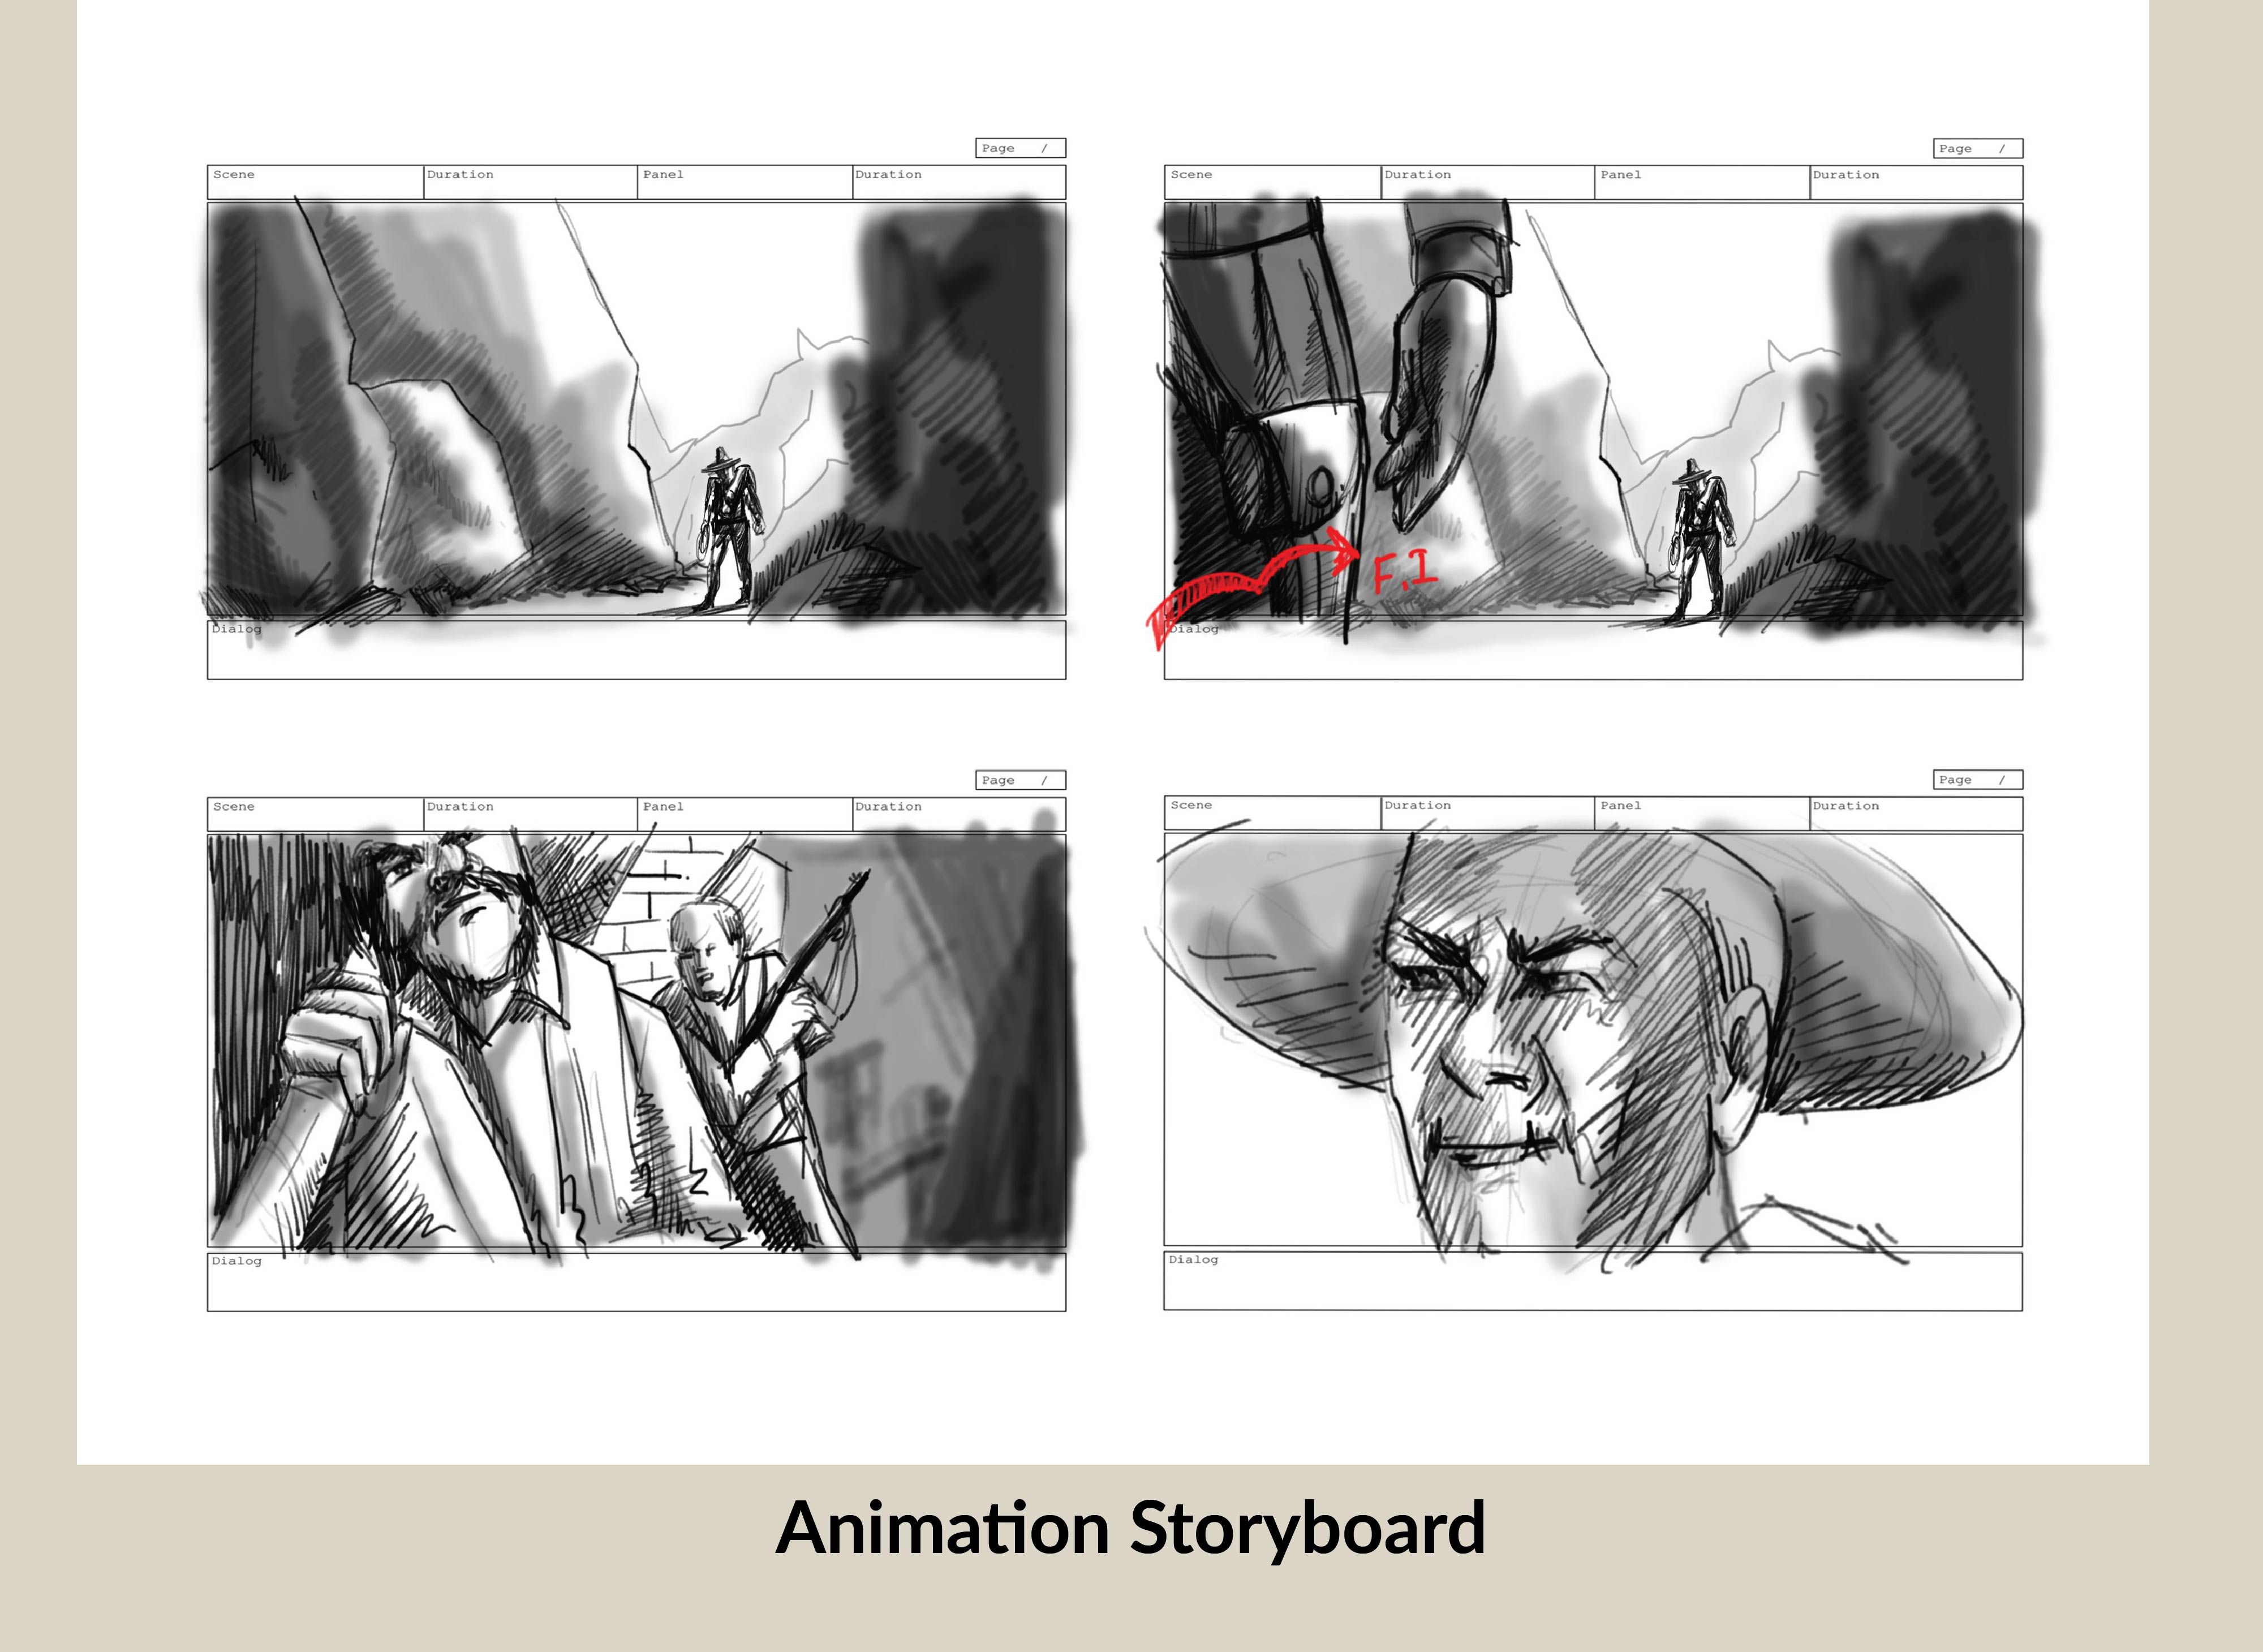 Page /
Scene Duration Panel Duration
F.I
Dialog
Page /
Scene Duration Panel Duration
Dialog
Page /
Scene Duration Panel Duration
Dialog
Page /
Scene Duration Panel Duration
Dialog
Animation Storyboard